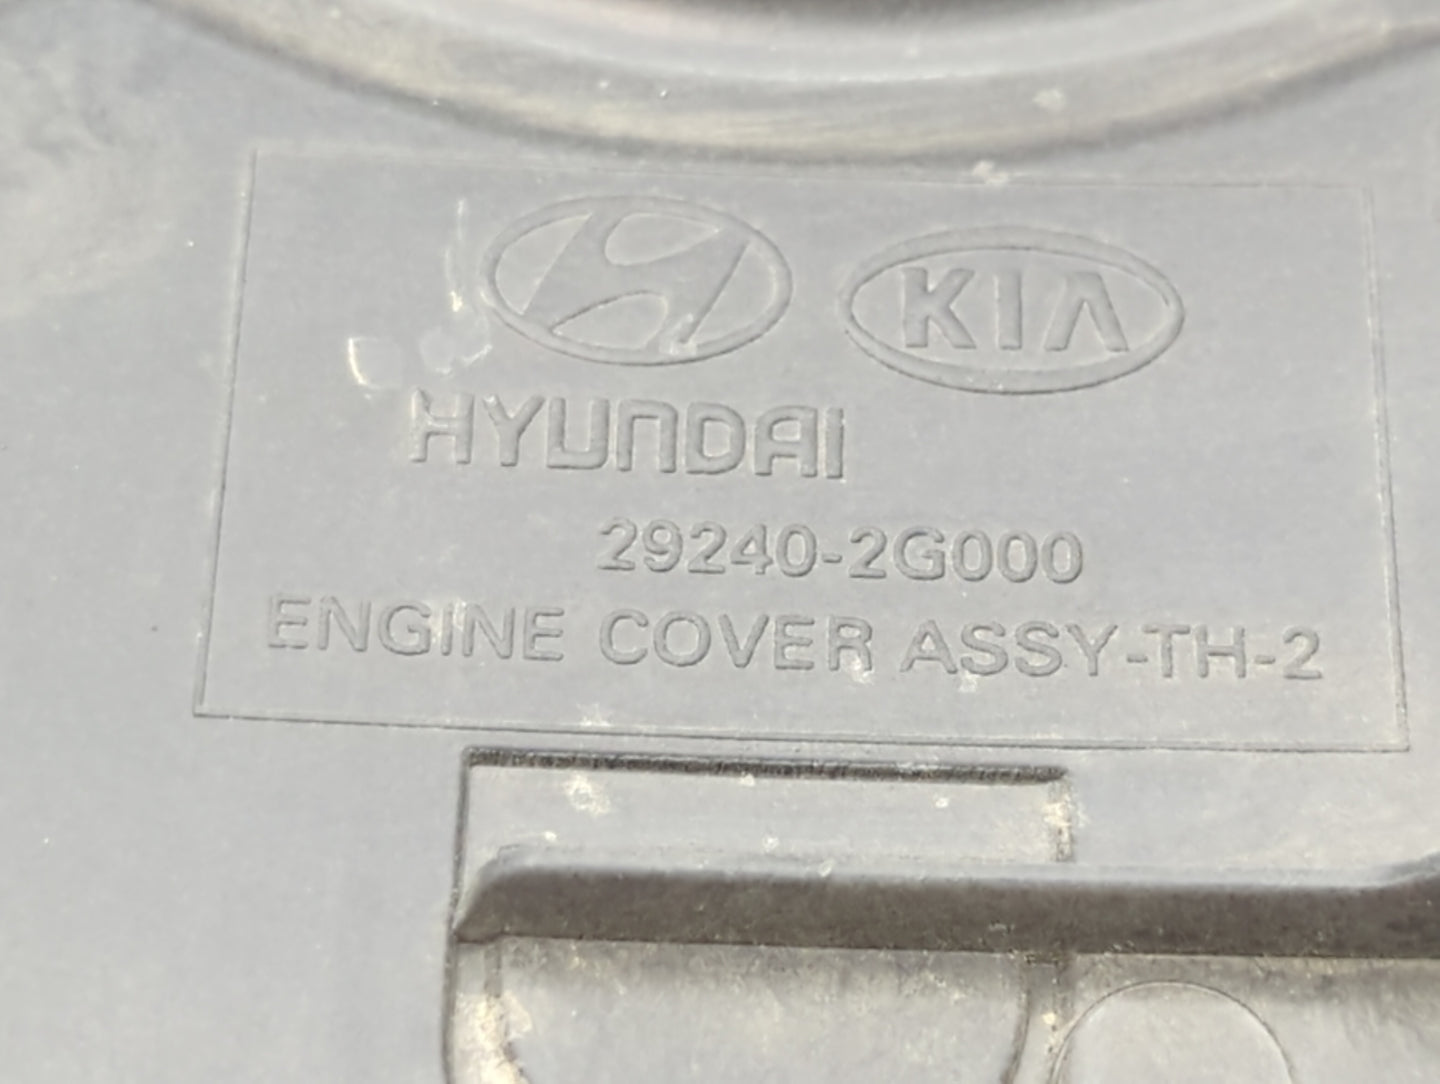 KIA
HYUNDAI
29240-2G000
ENGINE COVER ASSY-TH-2